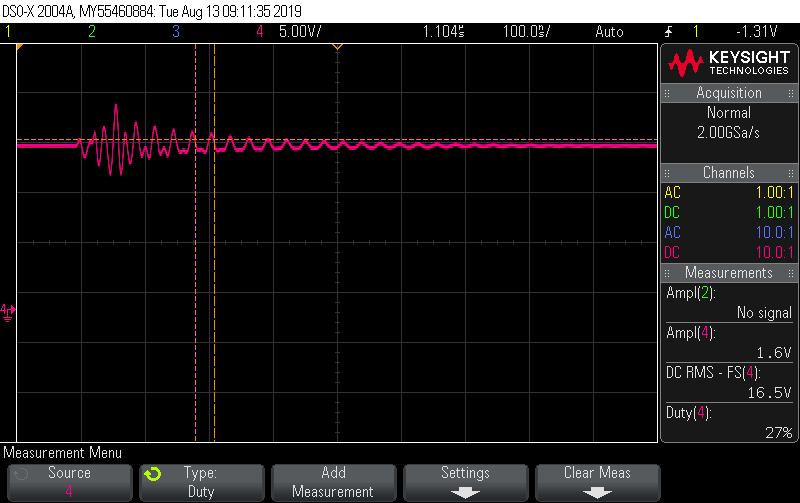 DSO-X 2004A, MY55460884: Tue Aug 13 09:11:35 2019
1 2 3 4 5.00V/ 1.104s 100.0s/ Auto 1 -1.31V
KEYSIGHT
TECHNOLOGIES
Acquisition
Normal
2.00GSa/s
Channels
AC 1.00:1
DC 1.00:1
AC 10.0:1
DC 10.0:1
Measurements
Ampl(2):
No signal
Ampl(4):
1.6V
DC RMS - FS(4):
16.5V
Duty(4):
27%
4
Measurement Menu
Source
4
Type:
Duty
Add
Measurement
Settings
Clear Meas